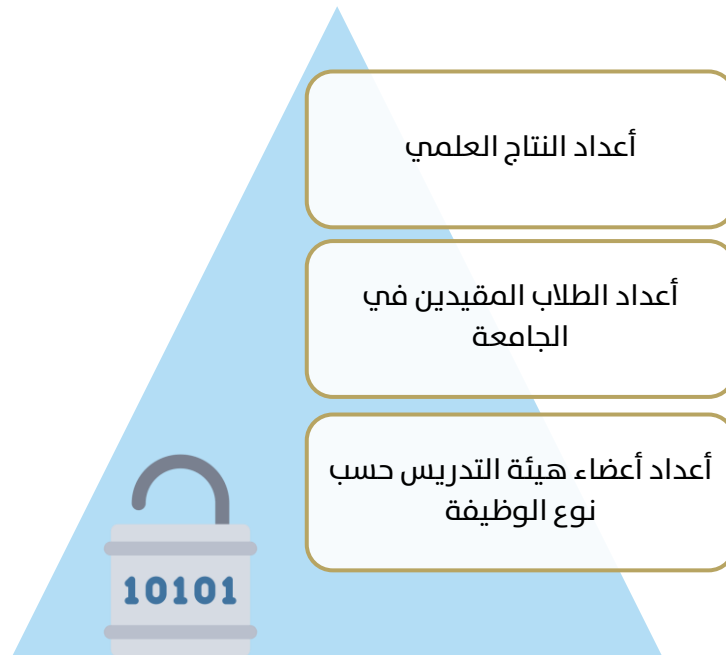 أعداد النتاج العلمي
أعداد الطلاب المقيدين في
الجامعة
أعداد أعضاء هيئة التدريس حسب
نوع الوظيفة
10101